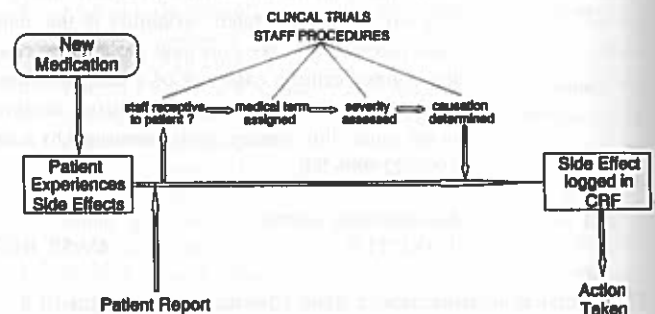 CLINCAL TRIALS
STAFF PROCEDURES
New
Medication
staff receptive
to patient ?
medical term
assigned
severity
assessed
causation
determined
Patient
Experiences
Side Effects
Side Effect
logged in
CRF
Patient Report
Action
Taken